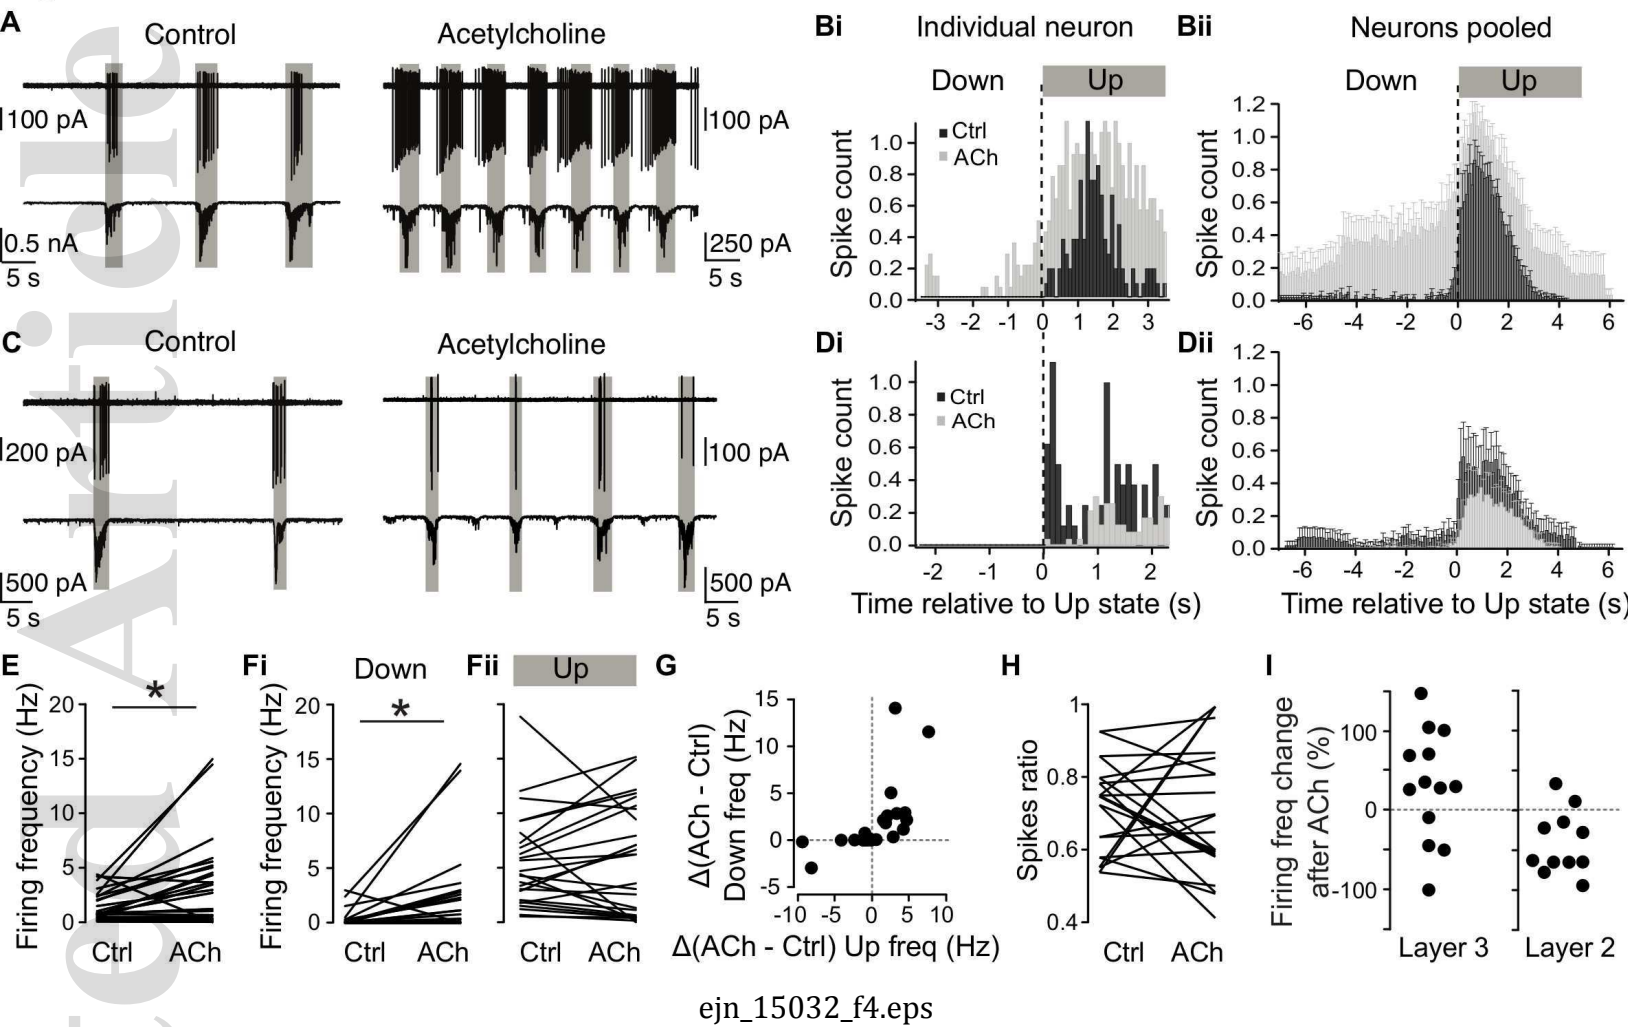 A
Control
Acetylcholine
100 pA
100 pA
0.5 nA
5 s
250 pA
5 s
Bi
Individual neuron
Down
Up
Ctrl
ACh
Spike count
1.0
0.8
0.6
0.4
0.2
0.0
-3 -2 -1 0 1 2 3
Bii
Neurons pooled
Down
Up
Spike count
1.2
1.0
0.8
0.6
0.4
0.2
0.0
-6 -4 -2 0 2 4 6
C
Control
Acetylcholine
200 pA
100 pA
500 pA
5 s
500 pA
5 s
Di
Ctrl
ACh
Spike count
1.0
0.8
0.6
0.4
0.2
0.0
-2 -1 0 1 2
Time relative to Up state (s)
Dii
Spike count
1.2
1.0
0.8
0.6
0.4
0.2
0.0
-6 -4 -2 0 2 4 6
Time relative to Up state (s)
E
*
Firing frequency (Hz)
20
15
10
5
0
Ctrl ACh
Fi
Down
*
Firing frequency (Hz)
20
15
10
5
0
Ctrl ACh
Fii
Up
Ctrl ACh
G
Δ(ACh - Ctrl)
Down freq (Hz)
15
10
5
0
-5
-10 -5 0 5 10
Δ(ACh - Ctrl) Up freq (Hz)
H
Spikes ratio
1
0.8
0.6
0.4
Ctrl ACh
I
Firing freq change
after ACh (%)
100
0
-100
Layer 3 Layer 2
ejn_15032_f4.eps
ed Article